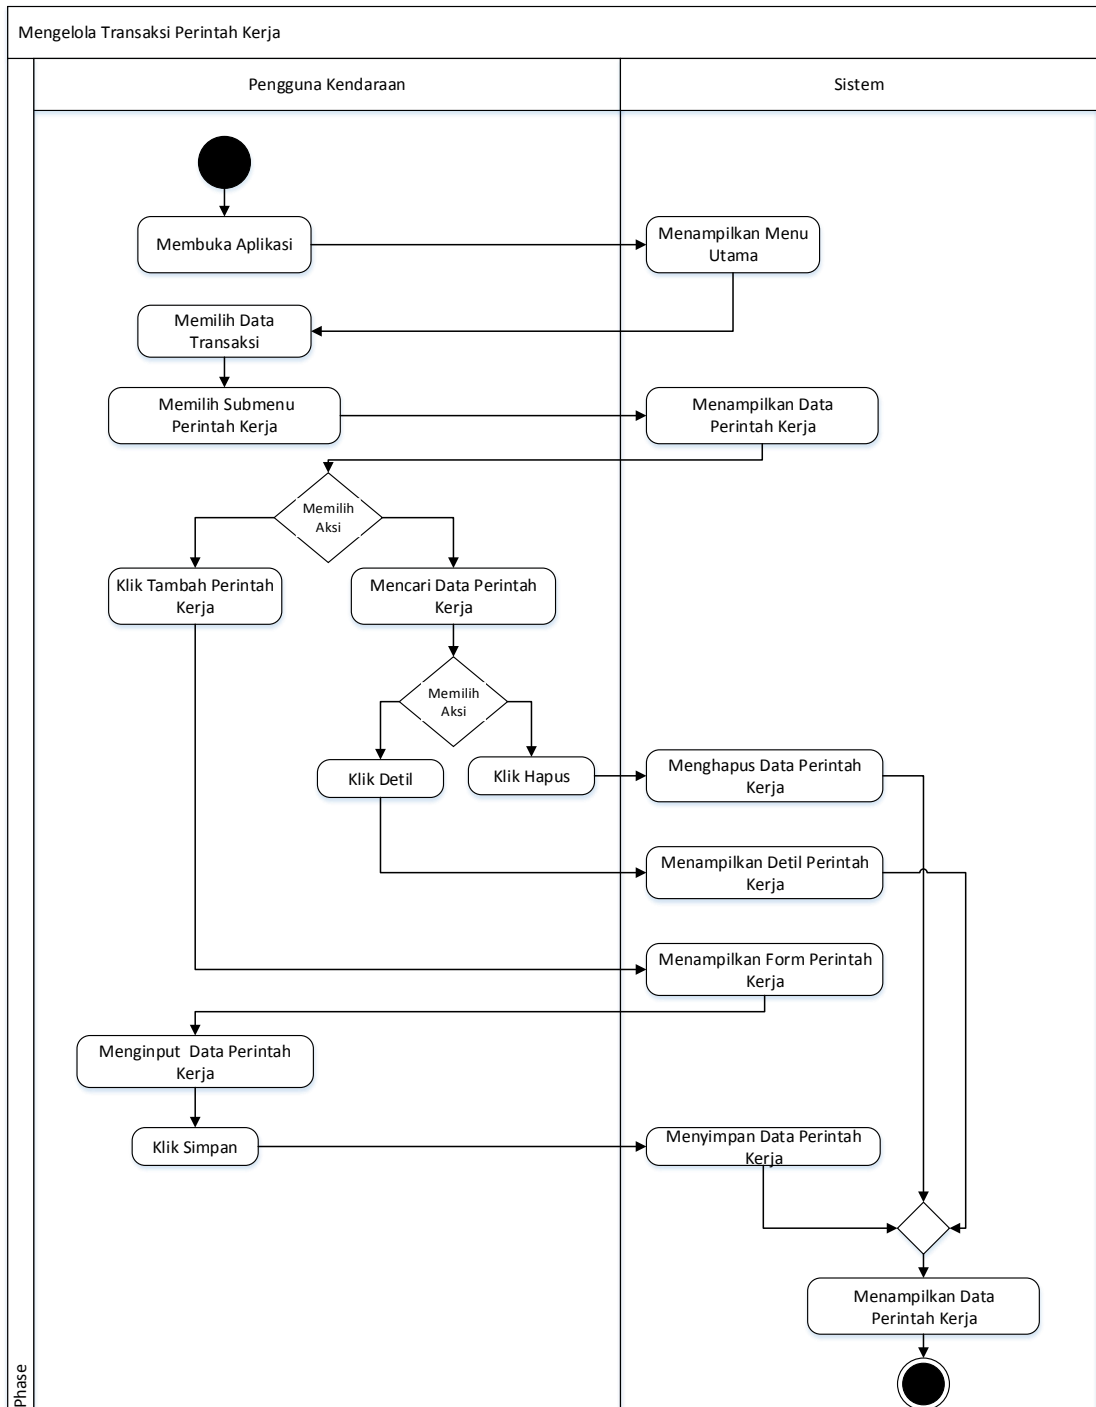 Mengelola Transaksi Perintah Kerja
Pengguna Kendaraan
Sistem
Membuka Aplikasi
Menampilkan Menu
Utama
Memilih Data
Transaksi
Memilih Submenu
Perintah Kerja
Menampilkan Data
Perintah Kerja
Memilih
Aksi
Klik Tambah Perintah
Kerja
Mencari Data Perintah
Kerja
Memilih
Aksi
Klik Detil
Klik Hapus
Menghapus Data Perintah
Kerja
Menampilkan Detil Perintah
Kerja
Menampilkan Form Perintah
Kerja
Menginput  Data Perintah
Kerja
Klik Simpan
Menyimpan Data Perintah
Kerja
Menampilkan Data
Perintah Kerja
Phase